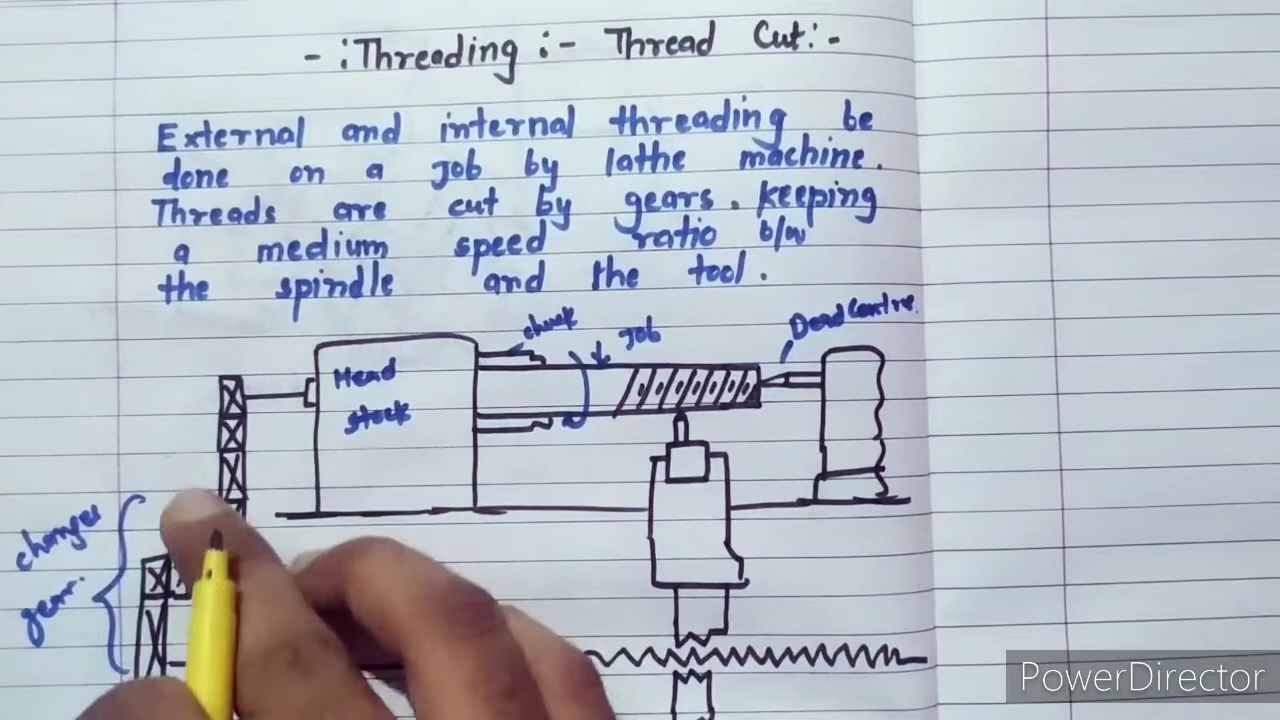 - :Threading :- Thread Cut:-
External and internal threading be
done on a job by lathe machine.
Threads are cut by gears. keeping
a medium speed ratio b/w
the spindle and the tool.
chuck
Job
Dead Centre.
Head
stock
changes
gear.
PowerDirector